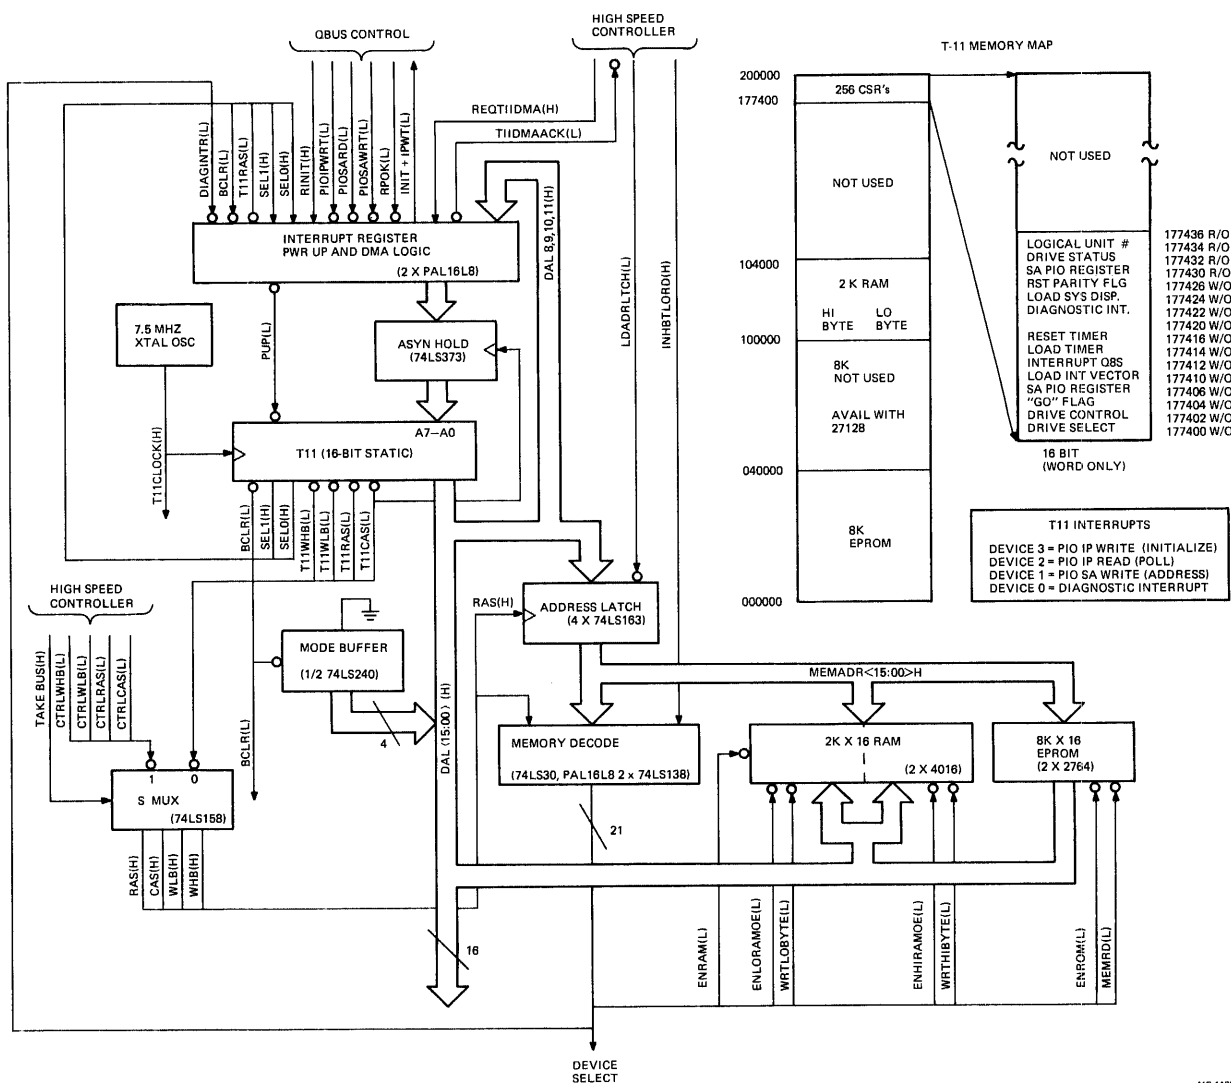 QBUS CONTROL
HIGH SPEED
CONTROLLER
DIAGINTR(L)
BCLR(L)
T11RAS(L)
SEL1(H)
SEL0(H)
RINIT(H)
PIOIPWRT(L)
PIOSARD(L)
PIOSAWRT(L)
RPOK(L)
INIT + IPWT(L)
REQTIIDMA(H)
TIIDMAACK(L)
INTERRUPT REGISTER
PWR UP AND DMA LOGIC
(2 X PAL16L8)
DAL 8,9,10,11(H)
LDADRLTCH(L)
INHBTLORD(H)
7.5 MHZ
XTAL OSC
PUP(L)
ASYN HOLD
(74LS373)
T11CLOCK(H)
A7–A0
T11 (16-BIT STATIC)
BCLR(L)
SEL1(H)
SEL0(H)
T11WHB(L)
T11WLB(L)
T11RAS(L)
T11CAS(L)
HIGH SPEED
CONTROLLER
TAKE BUS(H)
CTRLWHB(L)
CTRLWLB(L)
CTRLRAS(L)
CTRLCAS(L)
1 0
S MUX
(74LS158)
RAS(H)
CAS(H)
WLB(H)
WHB(H)
BCLR(L)
MODE BUFFER
(1/2 74LS240)
4
DAL ⟨15:00⟩ (H)
16
RAS(H)
ADDRESS LATCH
(4 X 74LS163)
MEMADR<15:00>H
MEMORY DECODE
(74LS30, PAL16L8 2 x 74LS138)
21
2K X 16 RAM
(2 X 4016)
8K X 16
EPROM
(2 X 2764)
ENRAM(L)
ENLORAMOE(L)
WRTLOBYTE(L)
ENHIRAMOE(L)
WRTHIBYTE(L)
ENROM(L)
MEMRD(L)
DEVICE
SELECT
T-11 MEMORY MAP
200000
256 CSR's
177400
NOT USED
104000
2 K RAM
HI LO
BYTE BYTE
100000
8K
NOT USED
AVAIL WITH
27128
040000
8K
EPROM
000000
NOT USED
LOGICAL UNIT #
DRIVE STATUS
SA PIO REGISTER
RST PARITY FLG
LOAD SYS DISP.
DIAGNOSTIC INT.
RESET TIMER
LOAD TIMER
INTERRUPT QBS
LOAD INT VECTOR
SA PIO REGISTER
"GO" FLAG
DRIVE CONTROL
DRIVE SELECT
177436 R/O
177434 R/O
177432 R/O
177430 R/O
177426 W/O
177424 W/O
177422 W/O
177420 W/O
177416 W/O
177414 W/O
177412 W/O
177410 W/O
177406 W/O
177404 W/O
177402 W/O
177400 W/O
16 BIT
(WORD ONLY)
T11 INTERRUPTS
DEVICE 3 = PIO IP WRITE (INITIALIZE)
DEVICE 2 = PIO IP READ (POLL)
DEVICE 1 = PIO SA WRITE (ADDRESS)
DEVICE 0 = DIAGNOSTIC INTERRUPT